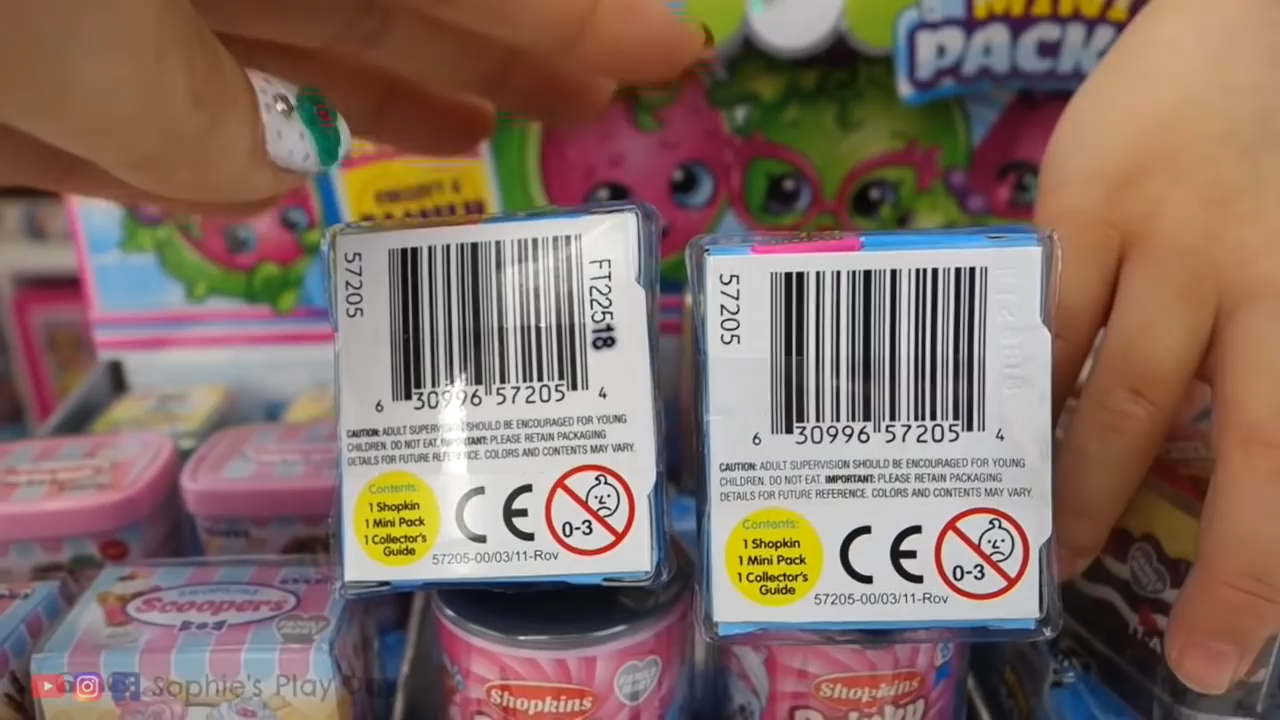 MINI
PACK
57205
FT22518
6 30996 57205 4
CAUTION: ADULT SUPERVISION SHOULD BE ENCOURAGED FOR YOUNG
CHILDREN. DO NOT EAT. IMPORTANT: PLEASE RETAIN PACKAGING
DETAILS FOR FUTURE REFERENCE. COLORS AND CONTENTS MAY VARY.
Contents:
1 Shopkin
1 Mini Pack
1 Collector's
Guide
CE
0-3
57205-00/03/11-Rov
57205
6 30996 57205 4
CAUTION: ADULT SUPERVISION SHOULD BE ENCOURAGED FOR YOUNG
CHILDREN. DO NOT EAT. IMPORTANT: PLEASE RETAIN PACKAGING
DETAILS FOR FUTURE REFERENCE. COLORS AND CONTENTS MAY VARY.
Contents:
1 Shopkin
1 Mini Pack
1 Collector's
Guide
CE
0-3
57205-00/03/11-Rov
Scoopers
FAMILY
Shopkins
FAMILY
Shopkins
Sophie's Play